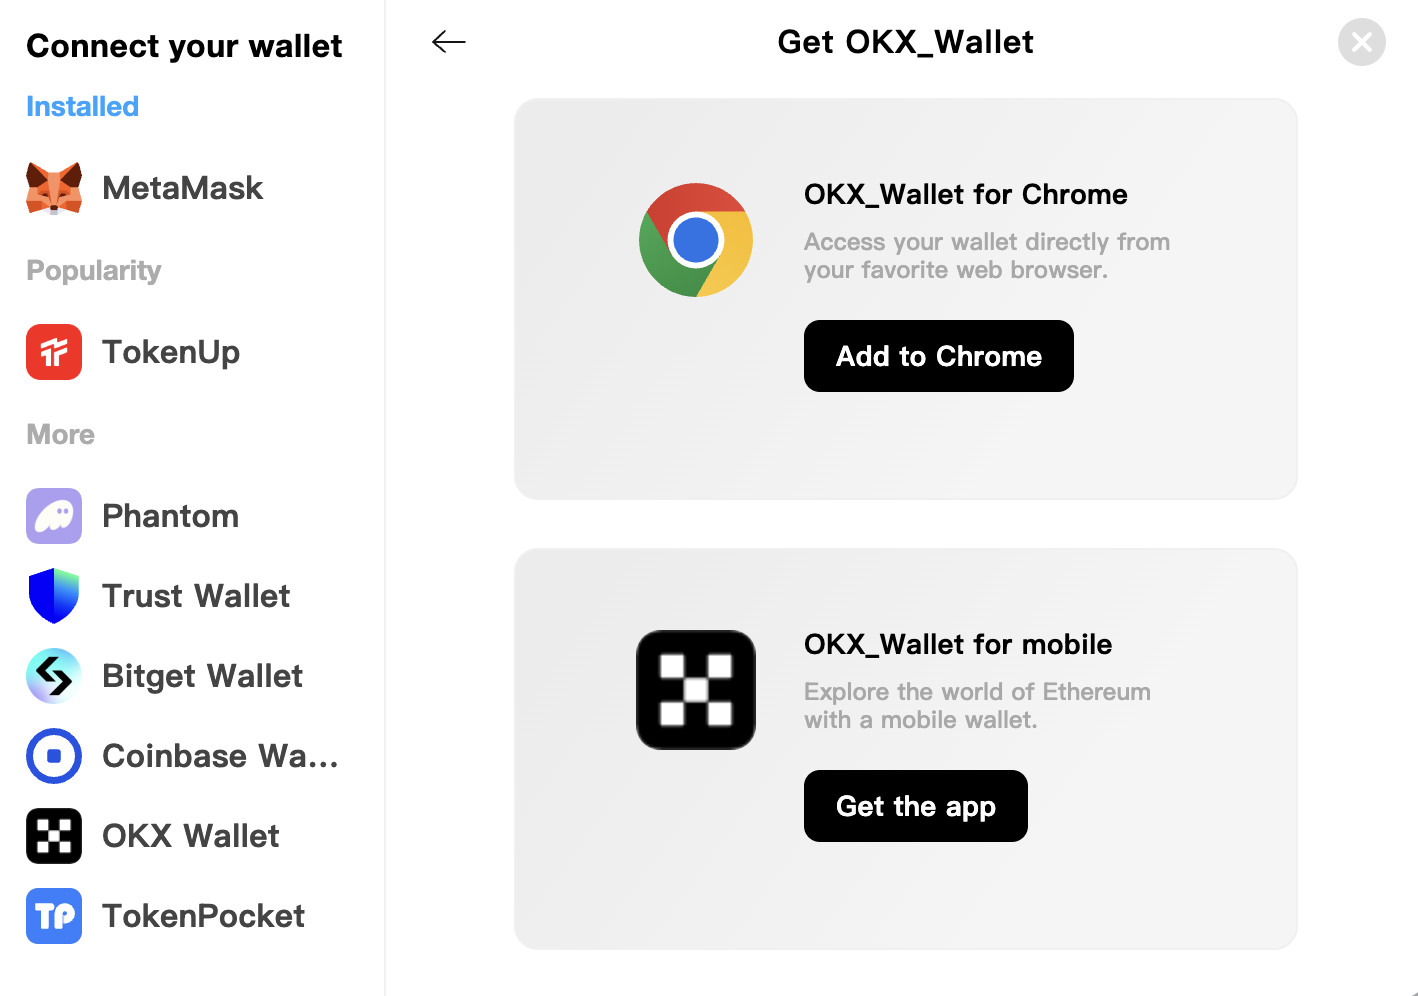 Connect your wallet
Installed
MetaMask
Popularity
TokenUp
More
Phantom
Trust Wallet
Bitget Wallet
Coinbase Wa...
OKX Wallet
TP
TokenPocket
Get OKX_Wallet
OKX_Wallet for Chrome
Access your wallet directly from
your favorite web browser.
Add to Chrome
OKX_Wallet for mobile
Explore the world of Ethereum
with a mobile wallet.
Get the app